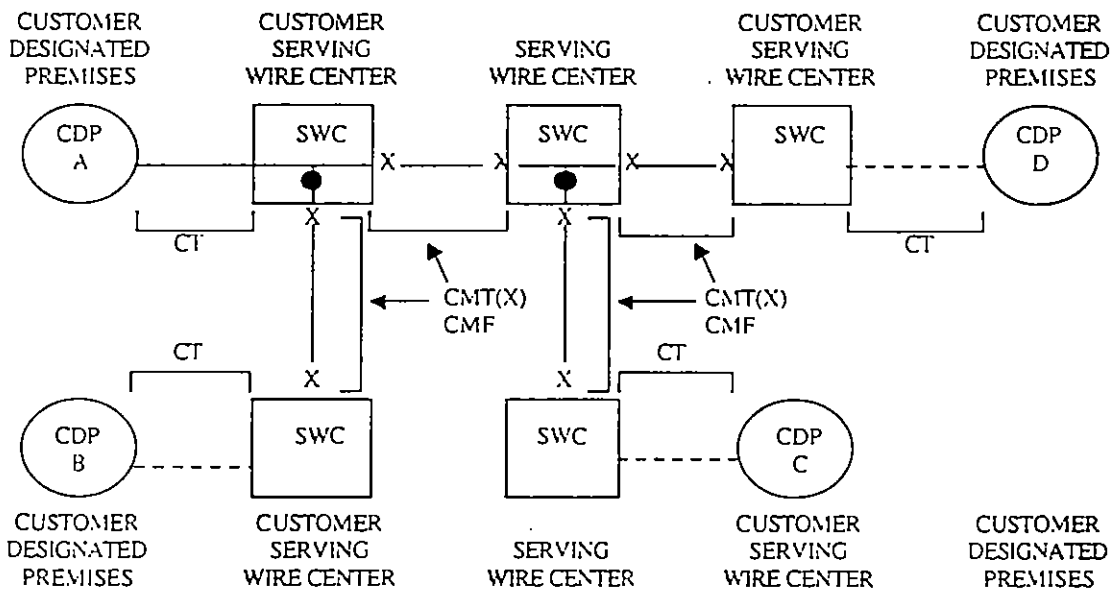 CUSTOMER DESIGNATED PREMISES
CUSTOMER SERVING WIRE CENTER
SERVING WIRE CENTER
CUSTOMER SERVING WIRE CENTER
CUSTOMER DESIGNATED PREMISES
CDP A
SWC
X
X
SWC
X
X
SWC
CDP D
CT
X
X
CT
CMT(X)
CMF
CMT(X)
CMF
CT
X
X
CT
CDP B
SWC
SWC
CDP C
CUSTOMER DESIGNATED PREMISES
CUSTOMER SERVING WIRE CENTER
SERVING WIRE CENTER
CUSTOMER SERVING WIRE CENTER
CUSTOMER DESIGNATED PREMISES